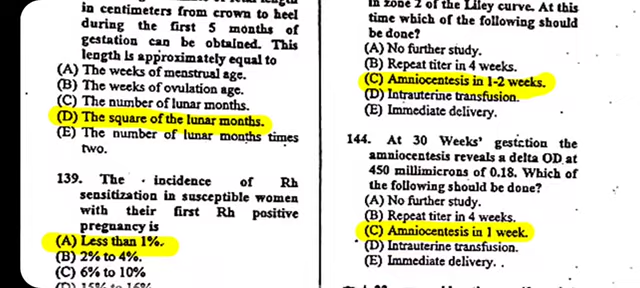 in centimeters from crown to heel
during the first 5 months of
gestation can be obtained. This
length is approximately equal to
(A) The weeks of menstrual age.
(B) The weeks of ovulation age.
(C) The number of lunar months.
(D) The square of the lunar months.
(E) The number of lunar months times
two.
139. The incidence of Rh
sensitization in susceptible women
with their first Rh positive
pregnancy is
(A) Less than 1%.
(B) 2% to 4%.
(C) 6% to 10%
(D) 15% to 16%
in zone 2 of the Liley curve. At this
time which of the following should
be done?
(A) No further study.
(B) Repeat titer in 4 weeks.
(C) Amniocentesis in 1-2 weeks.
(D) Intrauterine transfusion.
(E) Immediate delivery.
144. At 30 Weeks' gestction the
amniocentesis reveals a delta OD at
450 millimicrons of 0.18. Which of
the following should be done?
(A) No further study.
(B) Repeat titer in 4 weeks.
(C) Amniocentesis in 1 week.
(D) Intrauterine transfusion.
(E) Immediate delivery. .